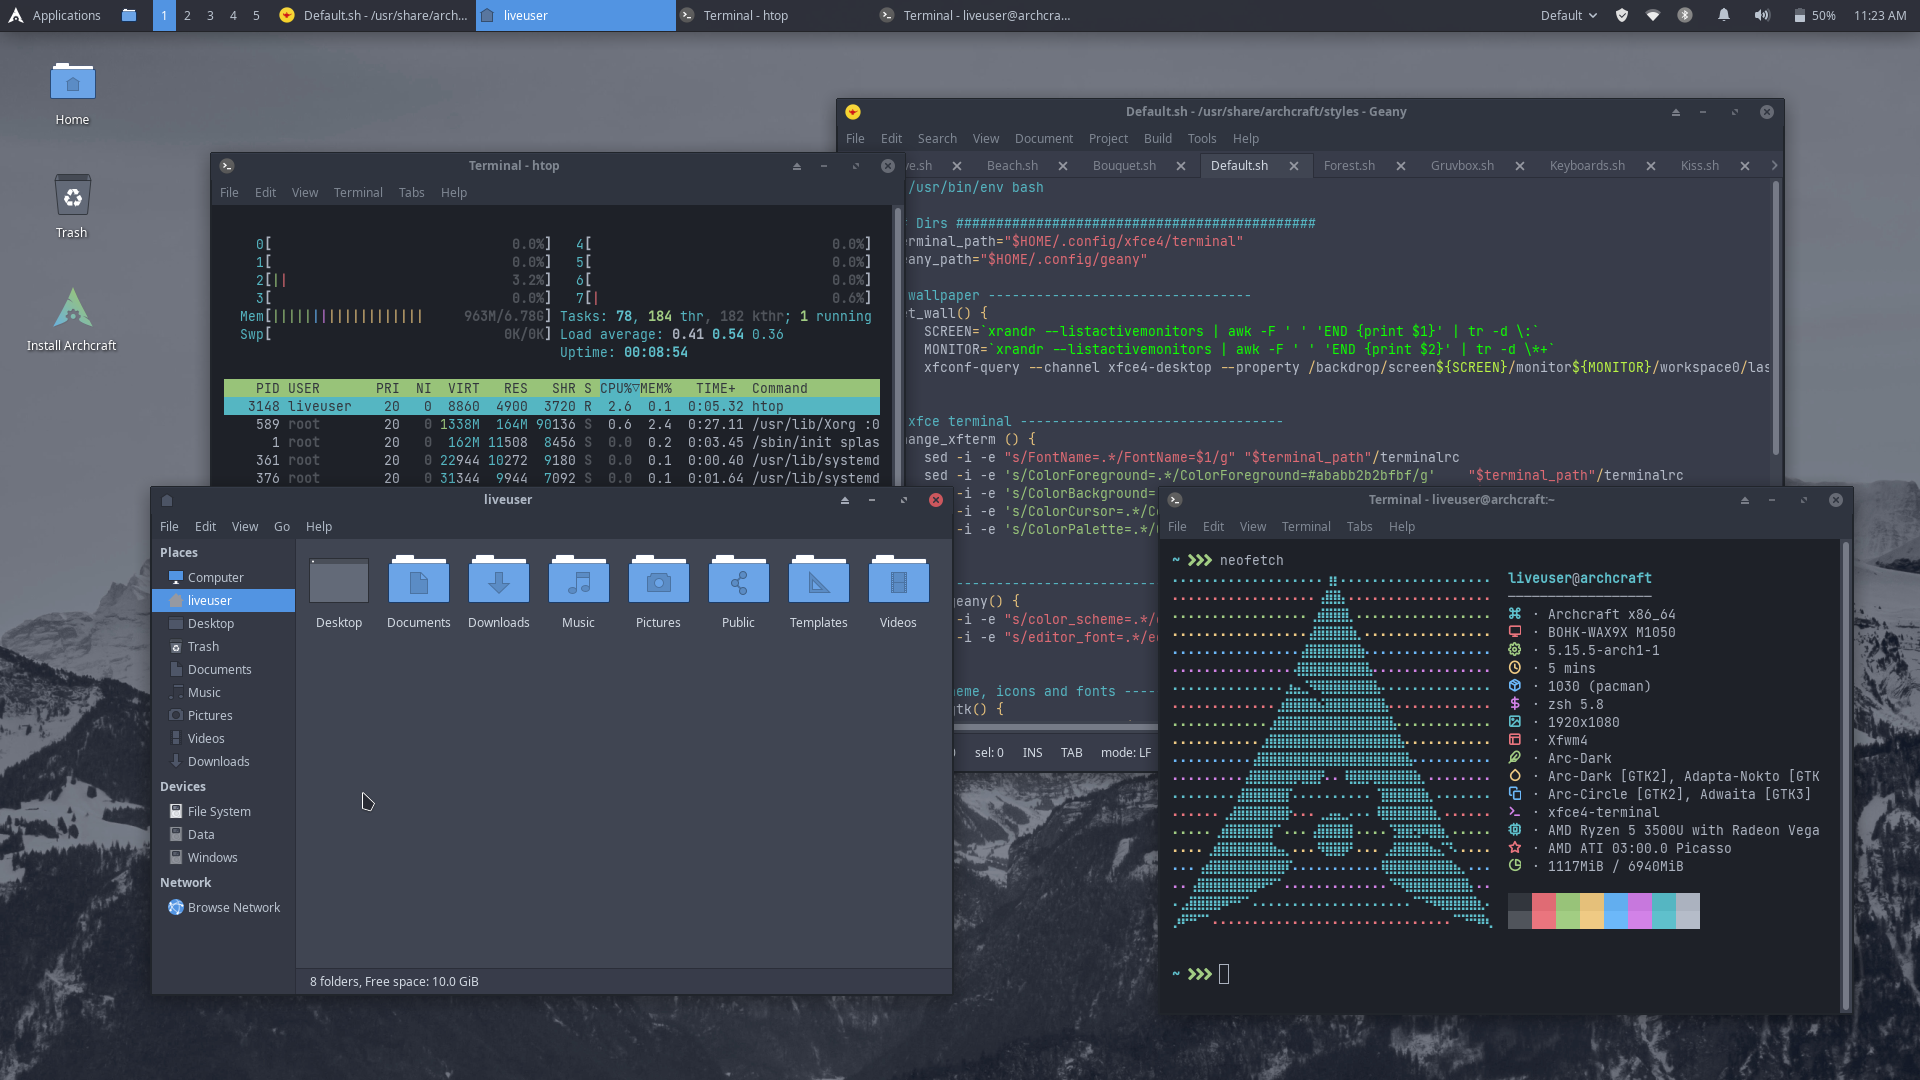 Applications
1 2 3 4 5
Default.sh - /usr/share/arch...
liveuser
Terminal - htop
Terminal - liveuser@archcra...
Default
50%
11:23 AM
Home
Trash
Install Archcraft
Default.sh - /usr/share/archcraft/styles - Geany
File Edit Search View Document Project Build Tools Help
ve.sh Beach.sh Bouquet.sh Default.sh Forest.sh Gruvbox.sh Keyboards.sh Kiss.sh
/usr/bin/env bash
Dirs #############################################
rminal_path="$HOME/.config/xfce4/terminal"
eany_path="$HOME/.config/geany"
wallpaper ---------------------------------
t_wall() {
SCREEN=`xrandr --listactivemonitors | awk -F ' ' 'END {print $1}' | tr -d \:`
MONITOR=`xrandr --listactivemonitors | awk -F ' ' 'END {print $2}' | tr -d \*+`
xfconf-query --channel xfce4-desktop --property /backdrop/screen${SCREEN}/monitor${MONITOR}/workspace0/las
xfce terminal ---------------------------------
ange_xfterm () {
sed -i -e "s/FontName=.*/FontName=$1/g" "$terminal_path"/terminalrc
sed -i -e 's/ColorForeground=.*/ColorForeground=#ababb2b2bfbf/g' "$terminal_path"/terminalrc
-i -e 's/ColorBackground=
-i -e 's/ColorCursor=.*/Co
-i -e 's/ColorPalette=.*/
eany() {
-i -e "s/color_scheme=.*/
-i -e "s/editor_font=.*/e
eme, icons and fonts ----
gtk() {
sel: 0 INS TAB mode: LF
Terminal - htop
File Edit View Terminal Tabs Help
0[ 0.0%] 4[ 0.0%]
1[ 0.0%] 5[ 0.0%]
2[|| 3.2%] 6[ 0.0%]
3[ 0.0%] 7[| 0.6%]
Mem[||||||||||||||||||| 963M/6.78G] Tasks: 78, 184 thr, 182 kthr; 1 running
Swp[ 0K/0K] Load average: 0.41 0.54 0.36
Uptime: 00:08:54
PID USER PRI NI VIRT RES SHR S CPU%▽MEM% TIME+ Command
3148 liveuser 20 0 8860 4900 3720 R 2.6 0.1 0:05.32 htop
589 root 20 0 1338M 164M 90136 S 0.6 2.4 0:27.11 /usr/lib/Xorg :0
1 root 20 0 162M 11508 8456 S 0.0 0.2 0:03.45 /sbin/init splas
361 root 20 0 22944 10272 9180 S 0.0 0.1 0:00.40 /usr/lib/systemd
376 root 20 0 31344 9944 7092 S 0.0 0.1 0:01.64 /usr/lib/systemd
liveuser
File Edit View Go Help
Places
Computer
liveuser
Desktop
Trash
Documents
Music
Pictures
Videos
Downloads
Devices
File System
Data
Windows
Network
Browse Network
Desktop Documents Downloads Music Pictures Public Templates Videos
8 folders, Free space: 10.0 GiB
Terminal - liveuser@archcraft:~
File Edit View Terminal Tabs Help
~ >>> neofetch
liveuser@archcraft
· Archcraft x86_64
· BOHK-WAX9X M1050
· 5.15.5-arch1-1
· 5 mins
· 1030 (pacman)
· zsh 5.8
· 1920x1080
· Xfwm4
· Arc-Dark
· Arc-Dark [GTK2], Adapta-Nokto [GTK
· Arc-Circle [GTK2], Adwaita [GTK3]
· xfce4-terminal
· AMD Ryzen 5 3500U with Radeon Vega
· AMD ATI 03:00.0 Picasso
· 1117MiB / 6940MiB
~ >>>